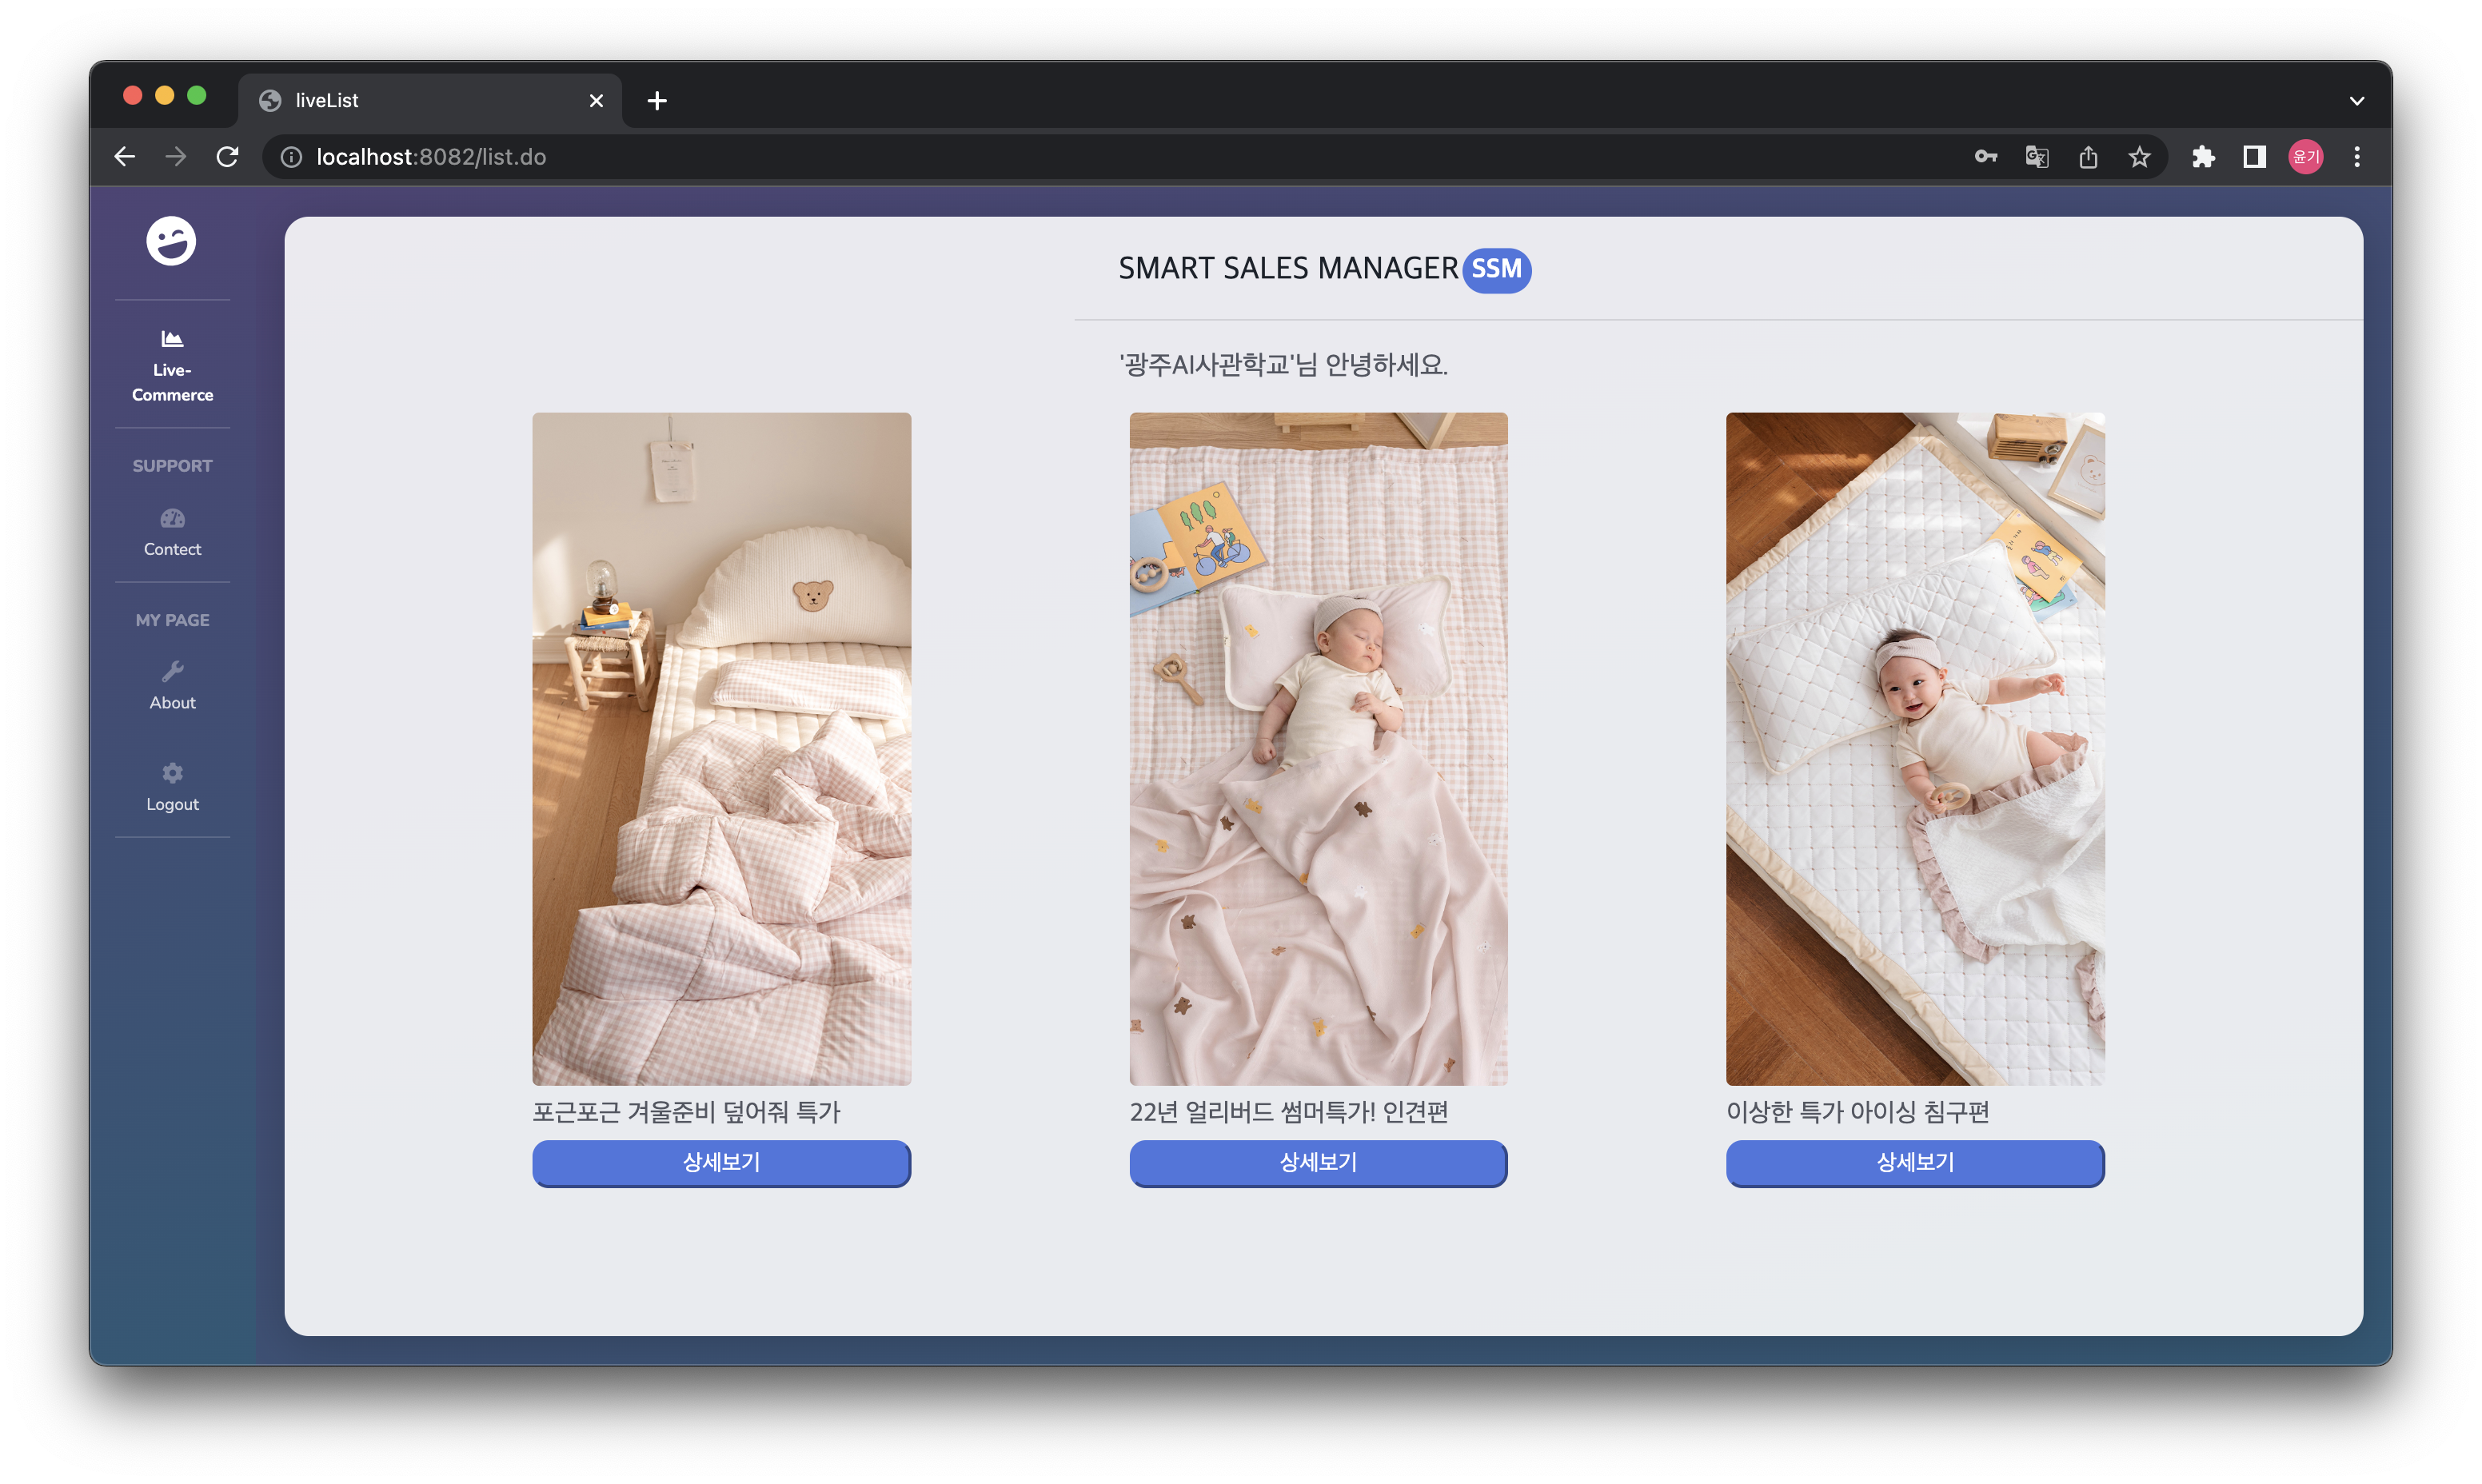 liveList
localhost:8082/list.do
윤기
SMART SALES MANAGER SSM
Live-
Commerce
SUPPORT
Contect
MY PAGE
About
Logout
'광주AI사관학교'님 안녕하세요.
포근포근 겨울준비 덮어줘 특가
상세보기
22년 얼리버드 썸머특가! 인견편
상세보기
이상한 특가 아이싱 침구편
상세보기